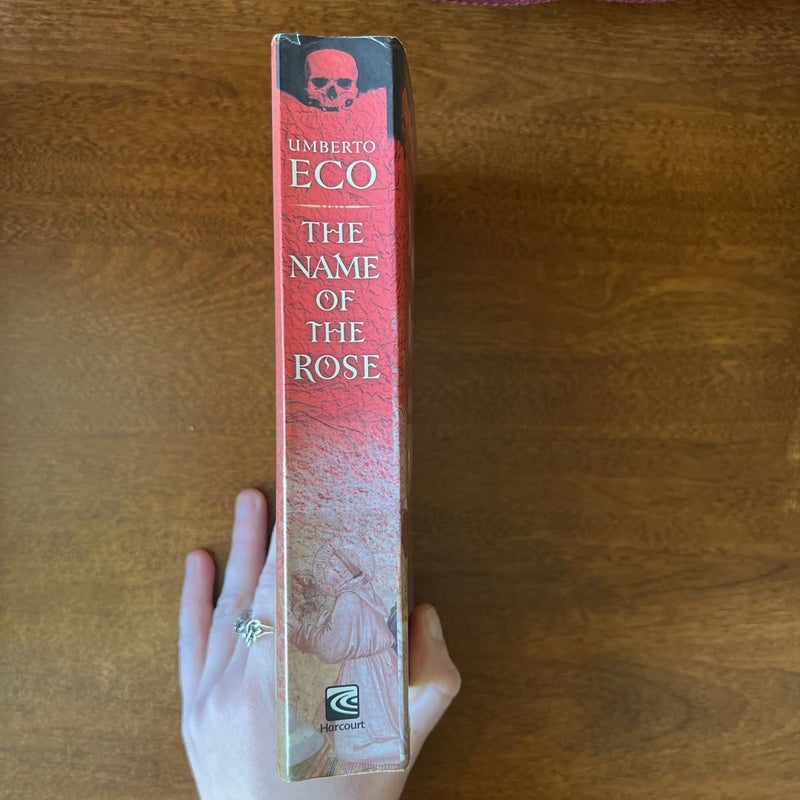 UMBERTO
ECO
THE
NAME
OF
THE
ROSE
Harcourt